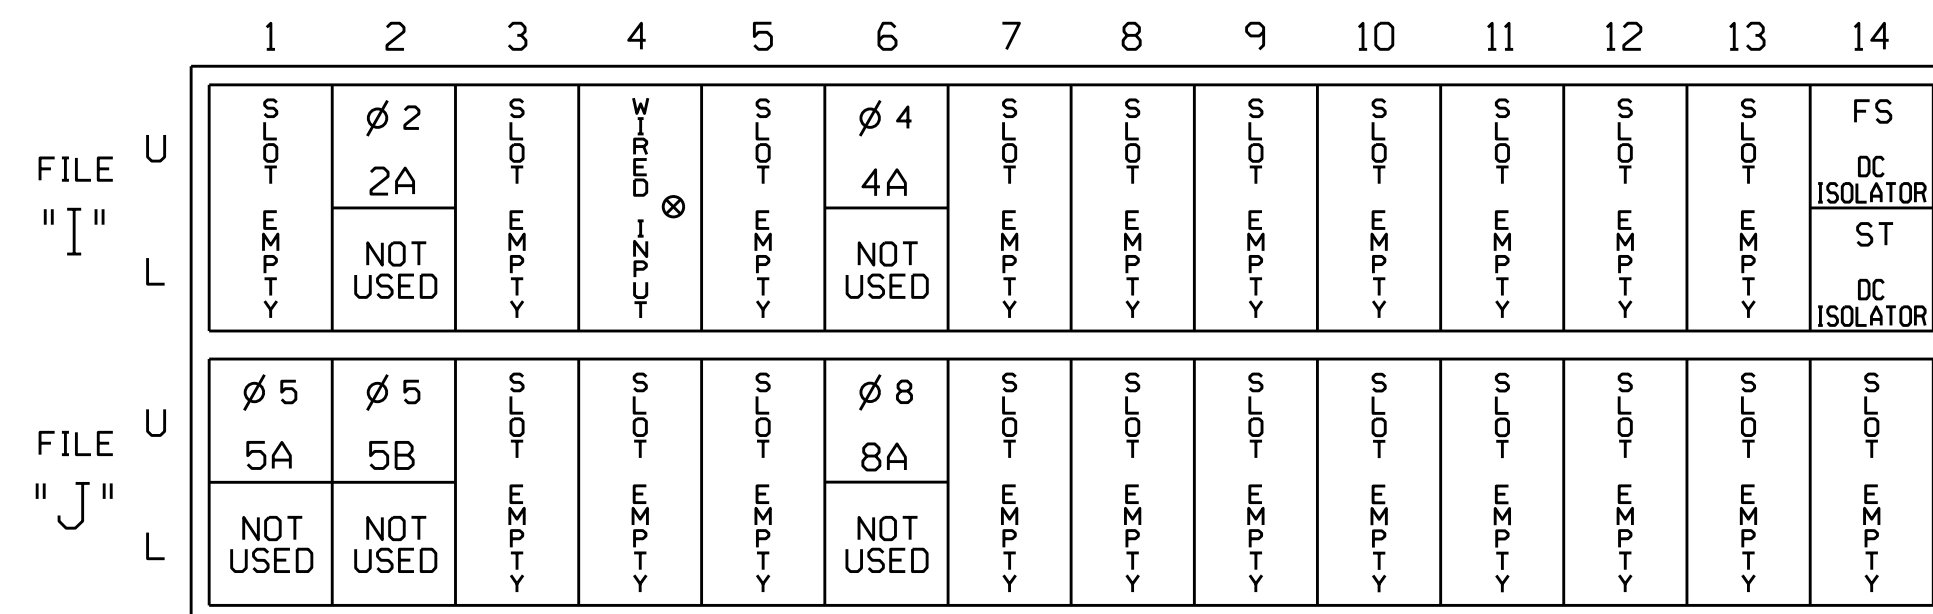 1 2 3 4 5 6 7 8 9 10 11 12 13 14
FILE "I"
U
L
SLOT EMPTY
Ø 2
2A
NOT USED
SLOT EMPTY
WIRED INPUT
SLOT EMPTY
Ø 4
4A
NOT USED
SLOT EMPTY
SLOT EMPTY
SLOT EMPTY
SLOT EMPTY
SLOT EMPTY
SLOT EMPTY
SLOT EMPTY
FS
DC
ISOLATOR
ST
DC
ISOLATOR
FILE "J"
U
L
Ø 5
5A
NOT USED
Ø 5
5B
NOT USED
SLOT EMPTY
SLOT EMPTY
SLOT EMPTY
Ø 8
8A
NOT USED
SLOT EMPTY
SLOT EMPTY
SLOT EMPTY
SLOT EMPTY
SLOT EMPTY
SLOT EMPTY
SLOT EMPTY
SLOT EMPTY